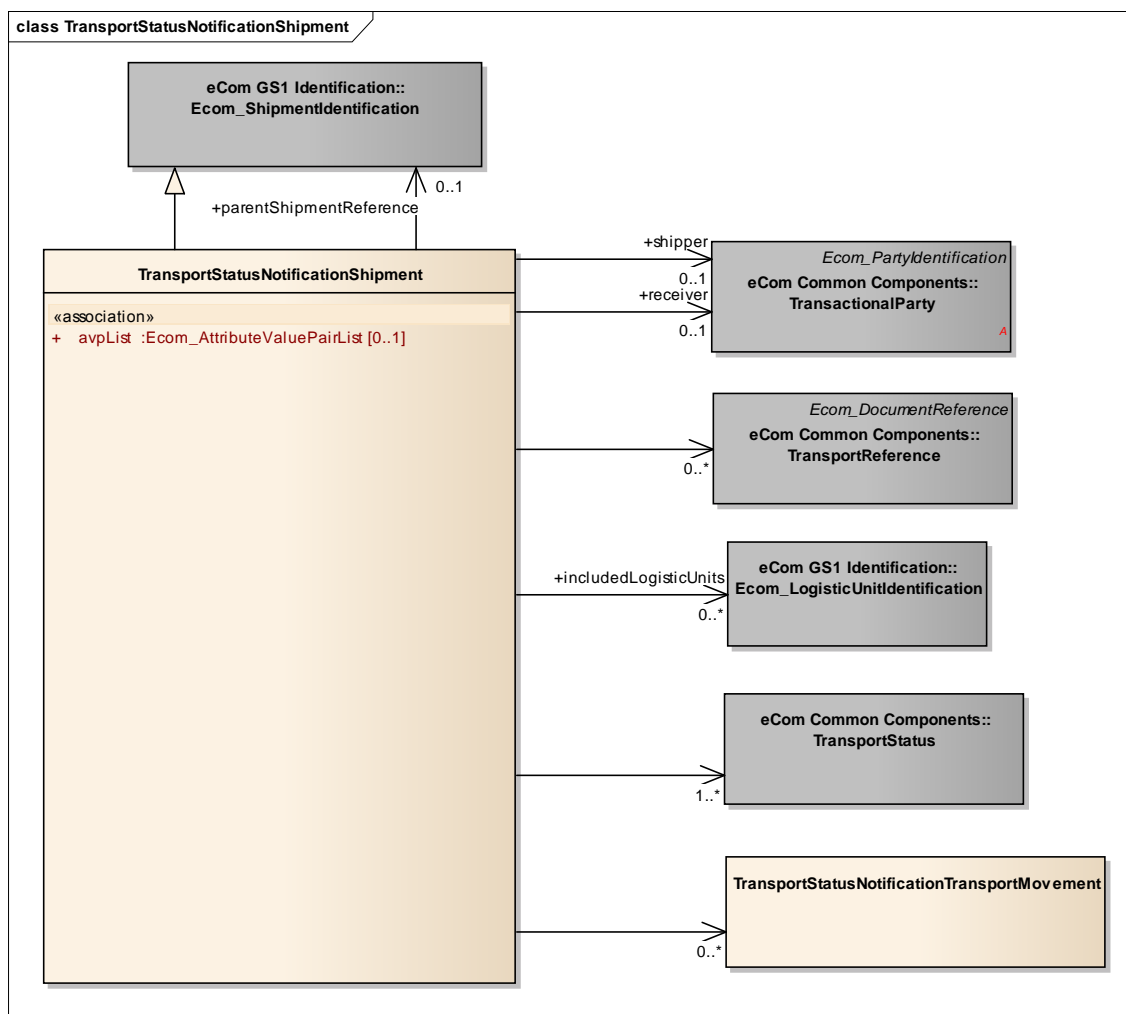 class TransportStatusNotificationShipment
eCom GS1 Identification::
Ecom_ShipmentIdentification
0..1
+parentShipmentReference
TransportStatusNotificationShipment
«association»
+ avpList :Ecom_AttributeValuePairList [0..1]
+shipper
0..1
+receiver
0..1
Ecom_PartyIdentification
eCom Common Components::
TransactionalParty
A
Ecom_DocumentReference
eCom Common Components::
TransportReference
0..*
+includedLogisticUnits
0..*
eCom GS1 Identification::
Ecom_LogisticUnitIdentification
eCom Common Components::
TransportStatus
1..*
TransportStatusNotificationTransportMovement
0..*